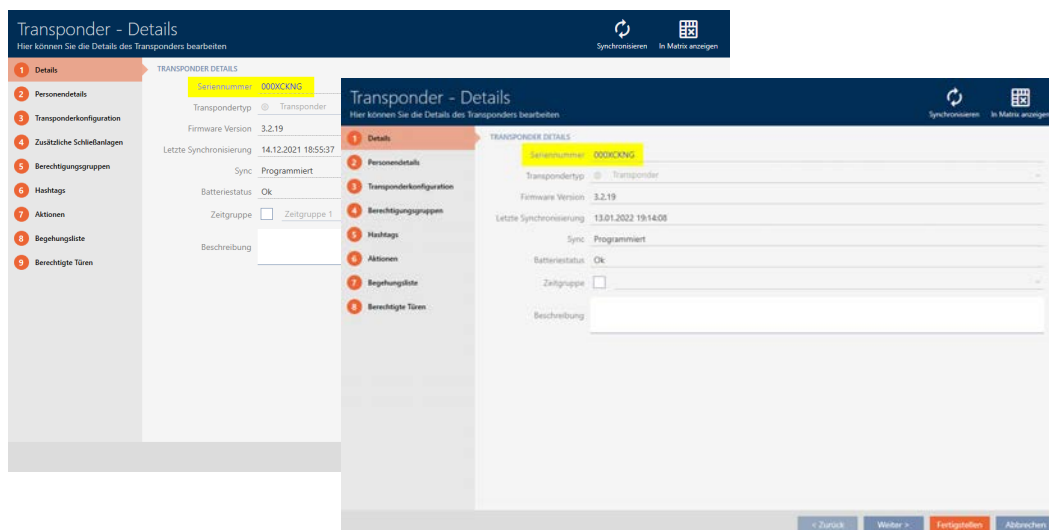 Transponder - Details
Hier können Sie die Details des Transponders bearbeiten
Synchronisieren
In Matrix anzeigen
1 Details
2 Personendetails
3 Transponderkonfiguration
4 Zusätzliche Schließanlagen
5 Berechtigungsgruppen
6 Hashtags
7 Aktionen
8 Begehungsliste
9 Berechtigte Türen
TRANSPONDER DETAILS
Seriennummer 000XCKNG
Transpondertyp Transponder
Firmware Version 3.2.19
Letzte Synchronisierung 14.12.2021 18:55:37
Sync Programmiert
Batteriestatus Ok
Zeitgruppe Zeitgruppe 1
Beschreibung
Transponder - Details
Hier können Sie die Details des Transponders bearbeiten
Synchronisieren
In Matrix anzeigen
1 Details
2 Personendetails
3 Transponderkonfiguration
4 Berechtigungsgruppen
5 Hashtags
6 Aktionen
7 Begehungsliste
8 Berechtigte Türen
TRANSPONDER DETAILS
Seriennummer 000XCKNG
Transpondertyp Transponder
Firmware Version 3.2.19
Letzte Synchronisierung 13.01.2022 19:14:08
Sync Programmiert
Batteriestatus Ok
Zeitgruppe
Beschreibung
< Zurück
Weiter >
Fertigstellen
Abbrechen